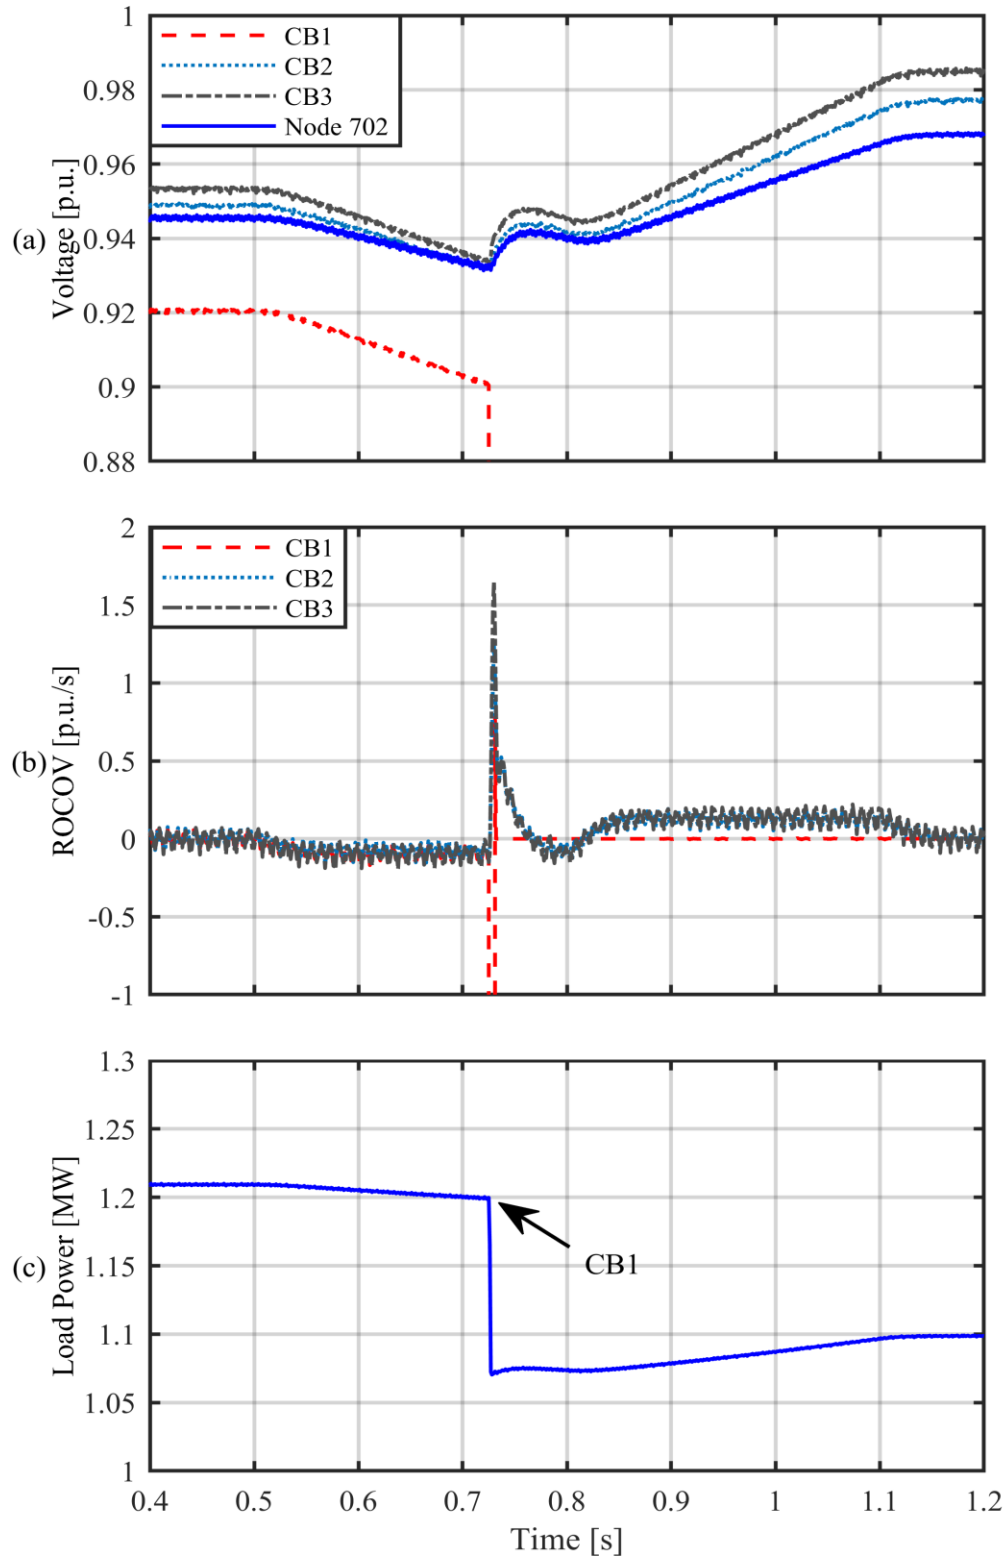 1
CB1
CB2
CB3
Node 702
0.98
0.96
0.94
0.92
0.9
0.88
(a)
Voltage [p.u.]
2
CB1
CB2
CB3
1.5
1
0.5
0
-0.5
-1
(b)
ROCOV [p.u./s]
1.3
1.25
1.2
1.15
1.1
1.05
1
(c)
Load Power [MW]
CB1
0.4 0.5 0.6 0.7 0.8 0.9 1 1.1 1.2
Time [s]